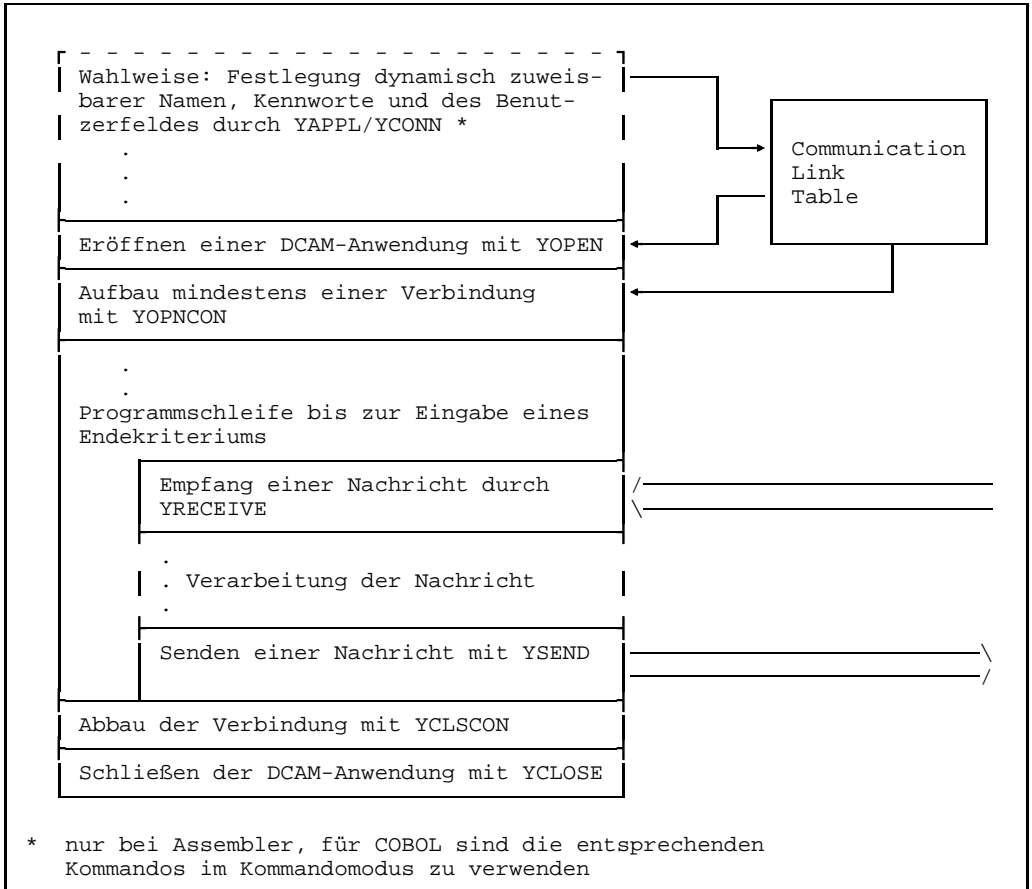 Wahlweise: Festlegung dynamisch zuweis-
barer Namen, Kennworte und des Benut-
zerfeldes durch YAPPL/YCONN *
.
.
.
Communication
Link
Table
Eröffnen einer DCAM-Anwendung mit YOPEN
Aufbau mindestens einer Verbindung
mit YOPNCON
.
.
Programmschleife bis zur Eingabe eines
Endekriteriums
Empfang einer Nachricht durch
YRECEIVE
.
. Verarbeitung der Nachricht
.
Senden einer Nachricht mit YSEND
Abbau der Verbindung mit YCLSCON
Schließen der DCAM-Anwendung mit YCLOSE
* nur bei Assembler, für COBOL sind die entsprechenden
Kommandos im Kommandomodus zu verwenden